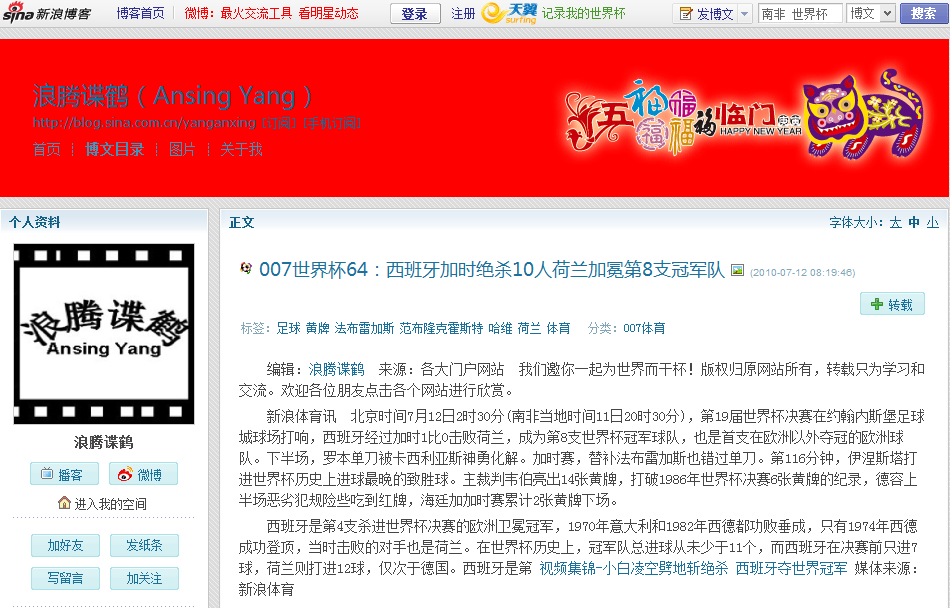 sina 新浪博客 博客首页 微博：最火交流工具 看明星动态 登录 注册 天翼 surfing 记录我的世界杯 发博文 南非 世界杯 博文 搜索
浪腾谍鹤（Ansing Yang）
http://blog.sina.com.cn/yanganxing [订阅] [手机订阅]
首页 | 博文目录 | 图片 | 关于我
五福临门
福福福福
HAPPY NEW YEAR
个人资料
浪腾谍鹤
Ansing Yang
浪腾谍鹤
播客 微博
进入我的空间
加好友 发纸条
写留言 加关注
正文 字体大小：大 中 小
007世界杯64：西班牙加时绝杀10人荷兰加冕第8支冠军队 (2010-07-12 08:19:46)
转载
标签：足球 黄牌 法布雷加斯 范布隆克霍斯特 哈维 荷兰 体育 分类：007体育
编辑：浪腾谍鹤 来源：各大门户网站 我们邀你一起为世界而干杯！版权归原网站所有，转载只为学习和
交流。欢迎各位朋友点击各个网站进行欣赏。
新浪体育讯 北京时间7月12日2时30分(南非当地时间11日20时30分)，第19届世界杯决赛在约翰内斯堡足球
城球场打响，西班牙经过加时1比0击败荷兰，成为第8支世界杯冠军球队，也是首支在欧洲以外夺冠的欧洲球
队。下半场，罗本单刀被卡西利亚斯神勇化解。加时赛，替补法布雷加斯也错过单刀。第116分钟，伊涅斯塔打
进世界杯历史上进球最晚的致胜球。主裁判韦伯亮出14张黄牌，打破1986年世界杯决赛6张黄牌的纪录，德容上
半场恶劣犯规险些吃到红牌，海廷加加时赛累计2张黄牌下场。
西班牙是第4支杀进世界杯决赛的欧洲卫冕冠军，1970年意大利和1982年西德都功败垂成，只有1974年西德
成功登顶，当时击败的对手也是荷兰。在世界杯历史上，冠军队总进球从未少于11个，而西班牙在决赛前只进7
球，荷兰则打进12球，仅次于德国。西班牙是第 视频集锦-小白凌空劈地斩绝杀 西班牙夺世界冠军 媒体来源：
新浪体育